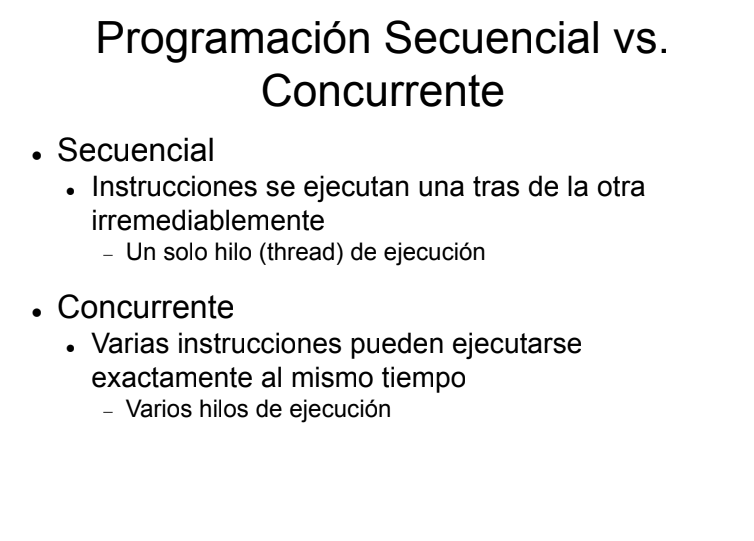 Programación Secuencial vs.
Concurrente
● Secuencial
● Instrucciones se ejecutan una tras de la otra
irremediablemente
– Un solo hilo (thread) de ejecución
● Concurrente
● Varias instrucciones pueden ejecutarse
exactamente al mismo tiempo
– Varios hilos de ejecución